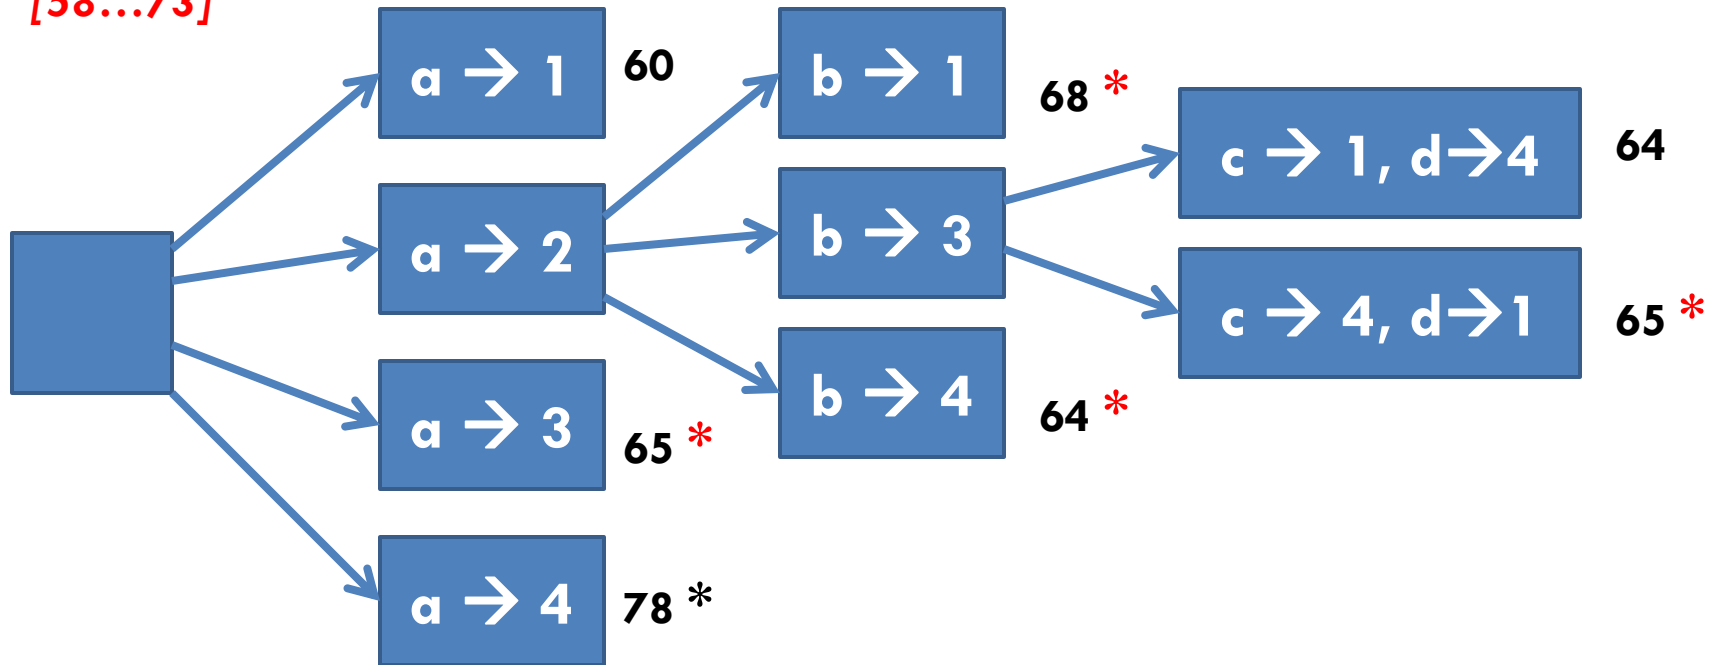 [58...73]
a → 1
60
a → 2
a → 3
65 *
a → 4
78 *
b → 1
68 *
b → 3
b → 4
64 *
c → 1, d→4
64
c → 4, d→1
65 *